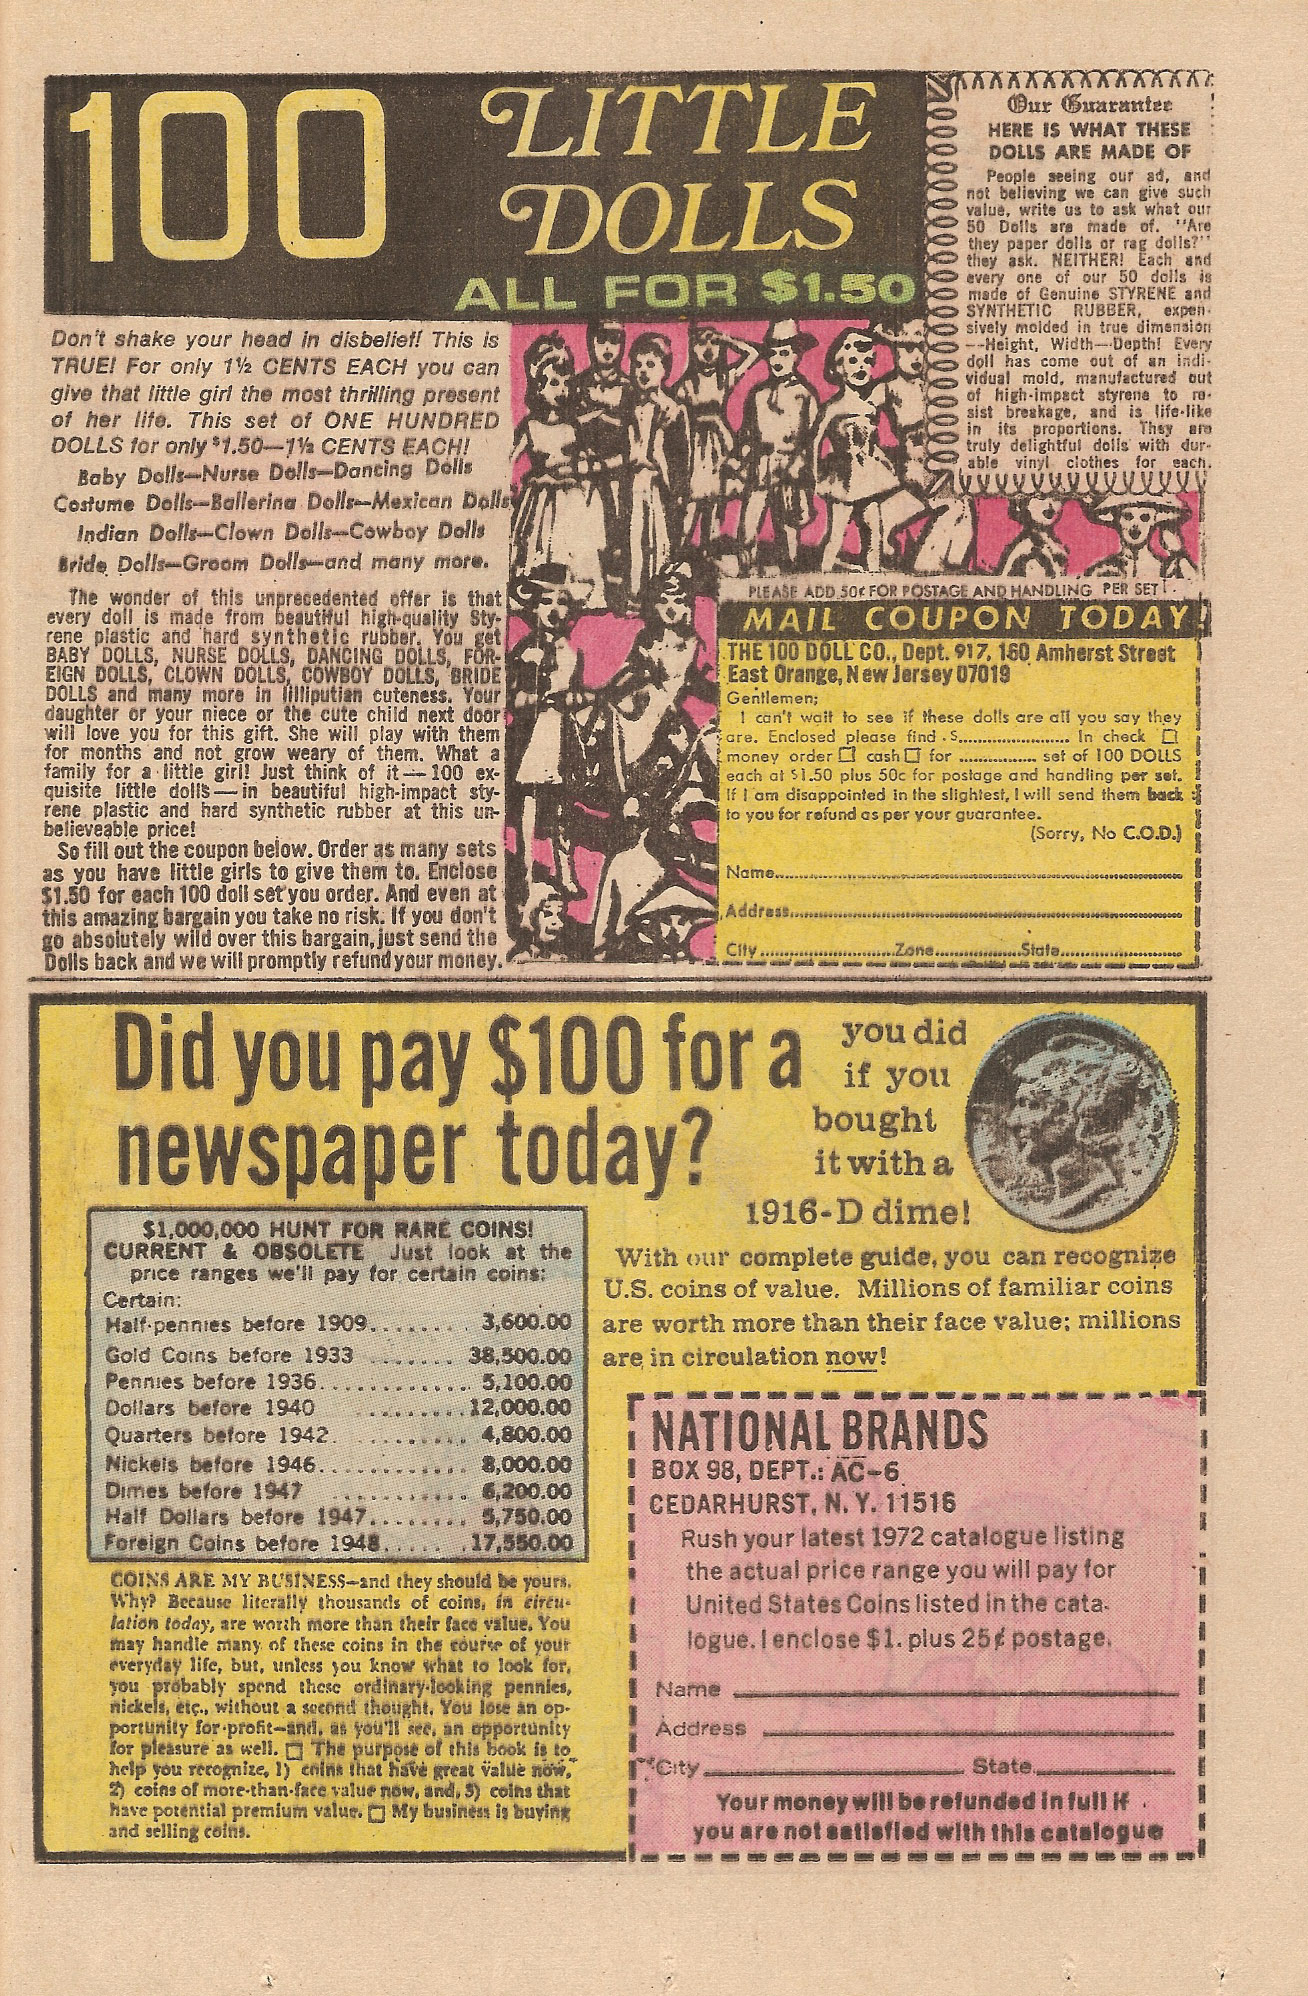 100
LITTLE
DOLLS
ALL FOR $1.50
Don't shake your head in disbelief! This is
TRUE! For only 1½ CENTS EACH you can
give that little girl the most thrilling present
of her life. This set of ONE HUNDRED
DOLLS for only $1.50—1½ CENTS EACH!
Baby Dolls—Nurse Dolls—Dancing Dolls
Costume Dolls—Ballerina Dolls—Mexican Dolls
Indian Dolls—Clown Dolls—Cowboy Dolls
Bride Dolls—Groom Dolls—and many more.
The wonder of this unprecedented offer is that
every doll is made from beautiful high-quality Sty-
rene plastic and hard synthetic rubber. You get
BABY DOLLS, NURSE DOLLS, DANCING DOLLS, FOR-
EIGN DOLLS, CLOWN DOLLS, COWBOY DOLLS, BRIDE
DOLLS and many more in lilliputian cuteness. Your
daughter or your niece or the cute child next door
will love you for this gift. She will play with them
for months and not grow weary of them. What a
family for a little girl! Just think of it — 100 ex-
quisite little dolls — in beautiful high-impact sty-
rene plastic and hard synthetic rubber at this un-
believeable price!
So fill out the coupon below. Order as many sets
as you have little girls to give them to. Enclose
$1.50 for each 100 doll set you order. And even at
this amazing bargain you take no risk. If you don't
go absolutely wild over this bargain, just send the
Dolls back and we will promptly refund your money.
Our Guarantee
HERE IS WHAT THESE
DOLLS ARE MADE OF
People seeing our ad, and
not believing we can give such
value, write us to ask what our
50 Dolls are made of. "Are
they paper dolls or rag dolls?"
they ask. NEITHER! Each and
every one of our 50 dolls is
made of Genuine STYRENE and
SYNTHETIC RUBBER, expen-
sively molded in true dimension
--Height, Width--Depth! Every
doll has come out of an indi-
vidual mold, manufactured out
of high-impact styrene to re-
sist breakage, and is life-like
in its proportions. They are
truly delightful dolls with dur-
able vinyl clothes for each.
PLEASE ADD 50¢ FOR POSTAGE AND HANDLING PER SET!
MAIL COUPON TODAY!
THE 100 DOLL CO., Dept. 917, 160 Amherst Street
East Orange, New Jersey 07019
Gentlemen;
I can't wait to see if these dolls are all you say they
are. Enclosed please find $........................ In check ☐
money order ☐ cash ☐ for ................. set of 100 DOLLS
each at $1.50 plus 50c for postage and handling per set.
If I am disappointed in the slightest, I will send them back
to you for refund as per your guarantee.
(Sorry, No C.O.D.)
Name
Address
City Zone State
Did you pay $100 for a
newspaper today?
you did
if you
bought
it with a
1916-D dime!
$1,000,000 HUNT FOR RARE COINS!
CURRENT & OBSOLETE Just look at the
price ranges we'll pay for certain coins:
Certain:
Half-pennies before 1909........ 3,600.00
Gold Coins before 1933 ....... 38,500.00
Pennies before 1936............. 5,100.00
Dollars before 1940 ..........12,000.00
Quarters before 1942. ......... 4,800.00
Nickels before 1946............. 8,000.00
Dimes before 1947 ............ 6,200.00
Half Dollars before 1947........ 5,750.00
Foreign Coins before 1948...... .17,550.00
With our complete guide, you can recognize
U.S. coins of value. Millions of familiar coins
are worth more than their face value; millions
are in circulation now!
COINS ARE MY BUSINESS—and they should be yours.
Why? Because literally thousands of coins, in circu-
lation today, are worth more than their face value. You
may handle many of these coins in the course of your
everyday life, but, unless you know what to look for,
you probably spend these ordinary-looking pennies,
nickels, etc., without a second thought. You lose an op-
portunity for profit—and, as you'll see, an opportunity
for pleasure as well. ☐ The purpose of this book is to
help you recognize, 1) coins that have great value now,
2) coins of more-than-face value now, and, 3) coins that
have potential premium value. ☐ My business is buying
and selling coins.
NATIONAL BRANDS
BOX 98, DEPT.: AC-6
CEDARHURST, N. Y. 11516
Rush your latest 1972 catalogue listing
the actual price range you will pay for
United States Coins listed in the cata-
logue. I enclose $1. plus 25¢ postage.
Name
Address
City State
Your money will be refunded in full if
you are not satisfied with this catalogue